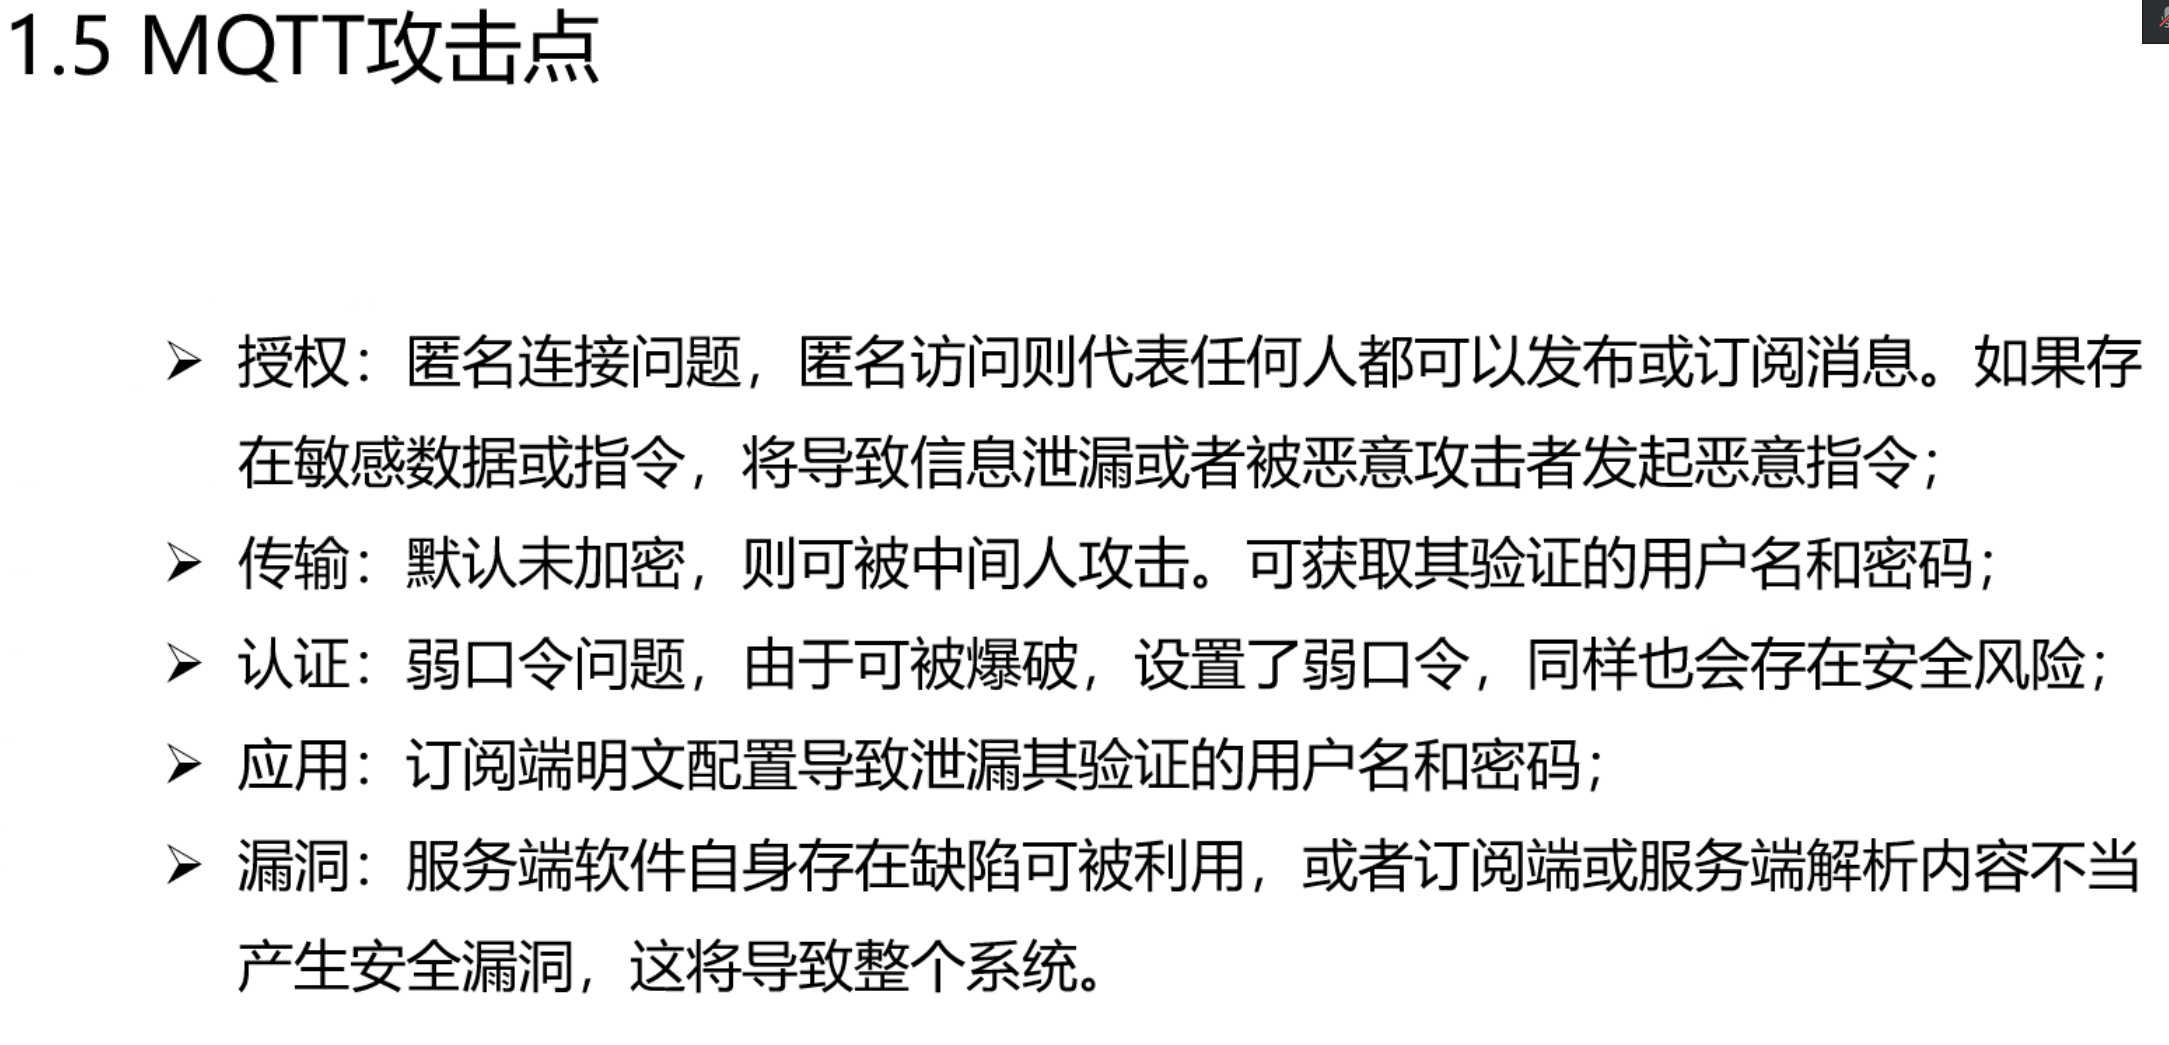 1.5 MQTT攻击点
➢ 授权：匿名连接问题，匿名访问则代表任何人都可以发布或订阅消息。如果存
在敏感数据或指令，将导致信息泄漏或者被恶意攻击者发起恶意指令；
➢ 传输：默认未加密，则可被中间人攻击。可获取其验证的用户名和密码；
➢ 认证：弱口令问题，由于可被爆破，设置了弱口令，同样也会存在安全风险；
➢ 应用：订阅端明文配置导致泄漏其验证的用户名和密码；
➢ 漏洞：服务端软件自身存在缺陷可被利用，或者订阅端或服务端解析内容不当
产生安全漏洞，这将导致整个系统。